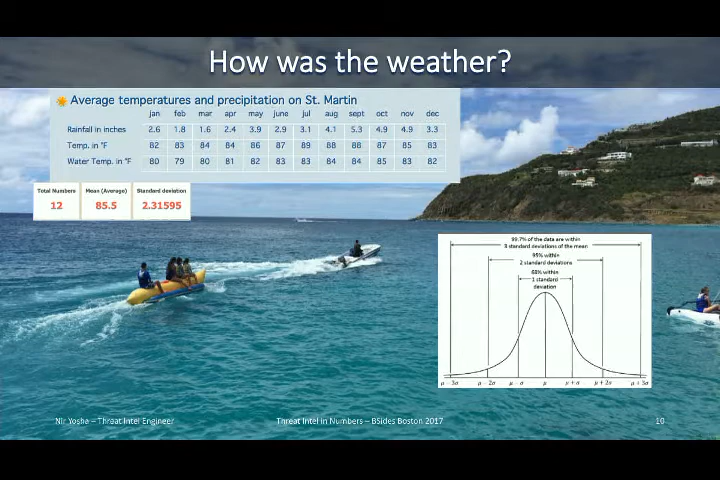 How was the weather?
Average temperatures and precipitation on St. Martin
jan feb mar apr may june jul aug sept oct nov dec
Rainfall in inches 2.6 1.8 1.6 2.4 3.9 2.9 3.1 4.1 5.3 4.9 4.9 3.3
Temp. in °F 82 83 84 84 86 87 89 88 88 87 85 83
Water Temp. in °F 80 79 80 81 82 83 83 84 84 85 83 82
Total Numbers Mean (Average) Standard deviation
12 85.5 2.31595
99.7% of the data are within
3 standard deviations of the mean
95% within
2 standard deviations
68% within
1 standard
deviation
μ − 3σ μ − 2σ μ − σ μ μ + σ μ + 2σ μ + 3σ
Nir Yosha – Threat Intel Engineer Threat Intel in Numbers – BSides Boston 2017 10